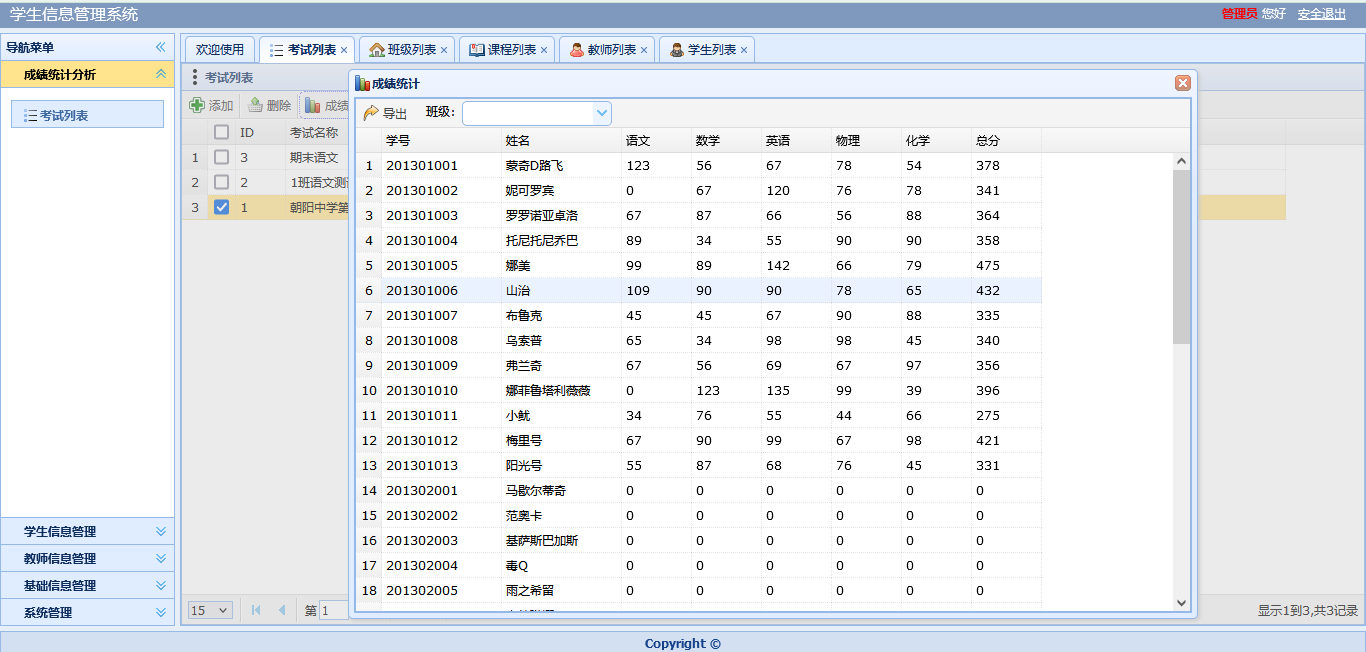 学生信息管理系统
管理员 您好 安全退出
导航菜单
成绩统计分析
考试列表
学生信息管理
教师信息管理
基础信息管理
系统管理
欢迎使用 考试列表 班级列表 课程列表 教师列表 学生列表
考试列表
添加 删除 成绩
ID 考试名称
1 3 期末语文
2 2 1班语文测
3 1 朝阳中学第
15 第 1
显示1到3,共3记录
成绩统计
导出 班级:
学号 姓名 语文 数学 英语 物理 化学 总分
1 201301001 蒙奇D路飞 123 56 67 78 54 378
2 201301002 妮可罗宾 0 67 120 76 78 341
3 201301003 罗罗诺亚卓洛 67 87 66 56 88 364
4 201301004 托尼托尼乔巴 89 34 55 90 90 358
5 201301005 娜美 99 89 142 66 79 475
6 201301006 山治 109 90 90 78 65 432
7 201301007 布鲁克 45 45 67 90 88 335
8 201301008 乌索普 65 34 98 98 45 340
9 201301009 弗兰奇 67 56 69 67 97 356
10 201301010 娜菲鲁塔利薇薇 0 123 135 99 39 396
11 201301011 小鱿 34 76 55 44 66 275
12 201301012 梅里号 67 90 99 67 98 421
13 201301013 阳光号 55 87 68 76 45 331
14 201302001 马歇尔蒂奇 0 0 0 0 0 0
15 201302002 范奥卡 0 0 0 0 0 0
16 201302003 基萨斯巴加斯 0 0 0 0 0 0
17 201302004 毒Q 0 0 0 0 0 0
18 201302005 雨之希留 0 0 0 0 0 0
Copyright ©